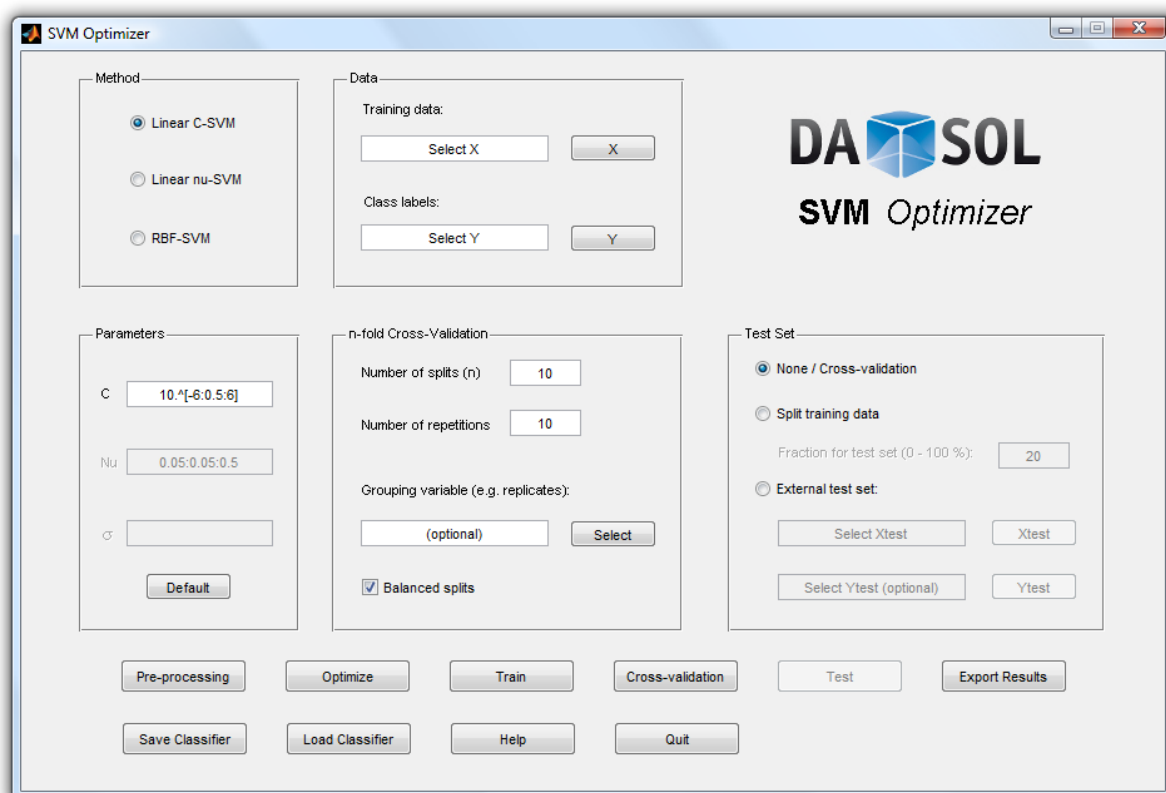 SVM Optimizer
Method
Linear C-SVM
Linear nu-SVM
RBF-SVM
Data
Training data:
Select X
X
Class labels:
Select Y
Y
DATSOL
SVM Optimizer
Parameters
C
10.^[-6:0.5:6]
Nu
0.05:0.05:0.5
σ
Default
n-fold Cross-Validation
Number of splits (n)
10
Number of repetitions
10
Grouping variable (e.g. replicates):
(optional)
Select
Balanced splits
Test Set
None / Cross-validation
Split training data
Fraction for test set (0 - 100 %):
20
External test set:
Select Xtest
Xtest
Select Ytest (optional)
Ytest
Pre-processing
Optimize
Train
Cross-validation
Test
Export Results
Save Classifier
Load Classifier
Help
Quit